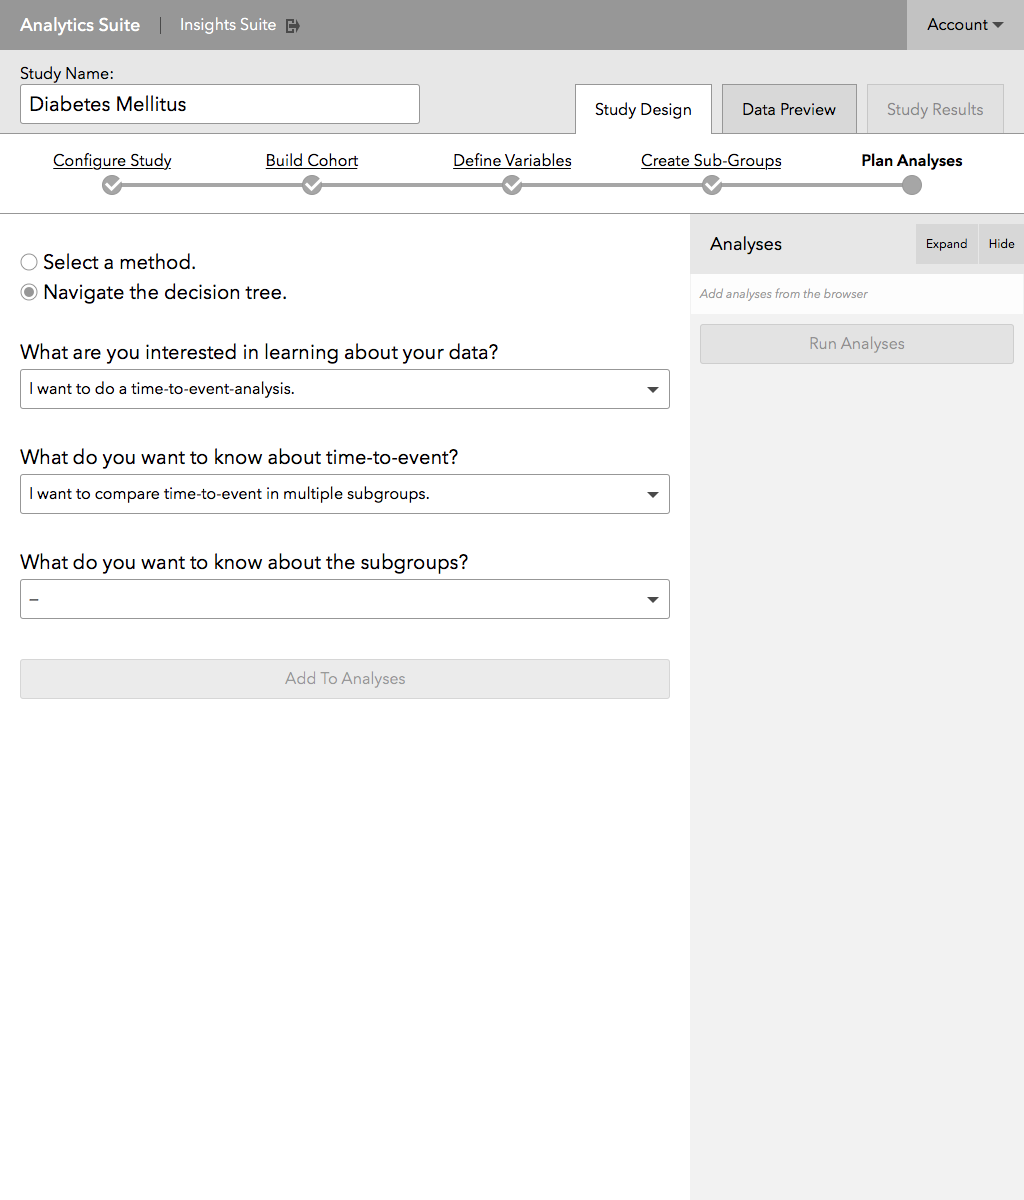 Analytics Suite | Insights Suite
Account
Study Name:
Diabetes Mellitus
Study Design
Data Preview
Study Results
Configure Study
Build Cohort
Define Variables
Create Sub-Groups
Plan Analyses
Select a method.
Navigate the decision tree.
What are you interested in learning about your data?
I want to do a time-to-event-analysis.
What do you want to know about time-to-event?
I want to compare time-to-event in multiple subgroups.
What do you want to know about the subgroups?
–
Add To Analyses
Analyses
Expand
Hide
Add analyses from the browser
Run Analyses